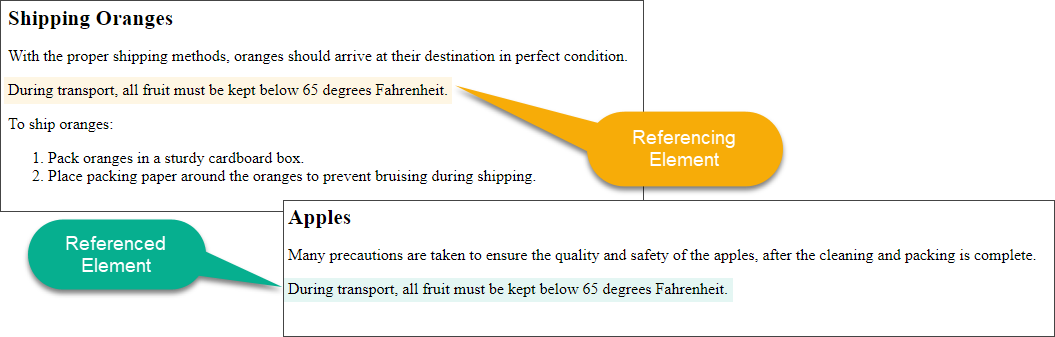 Shipping Oranges
With the proper shipping methods, oranges should arrive at their destination in perfect condition.
During transport, all fruit must be kept below 65 degrees Fahrenheit.
To ship oranges:
1. Pack oranges in a sturdy cardboard box.
2. Place packing paper around the oranges to prevent bruising during shipping.
Referencing
Element
Apples
Many precautions are taken to ensure the quality and safety of the apples, after the cleaning and packing is complete.
During transport, all fruit must be kept below 65 degrees Fahrenheit.
Referenced
Element